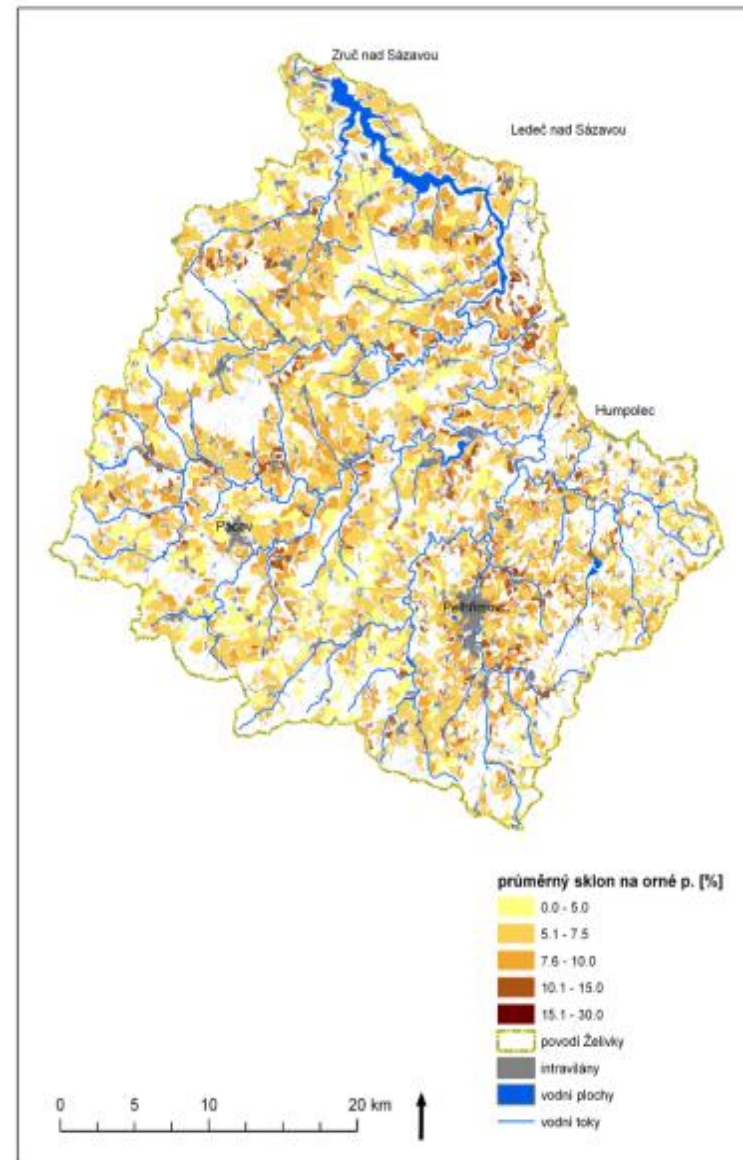 Zruč nad Sázavou
Ledeč nad Sázavou
Humpolec
Pacov
Pelhřimov
průměrný sklon na orné p. [%]
0.0 - 5.0
5.1 - 7.5
7.6 - 10.0
10.1 - 15.0
15.1 - 30.0
povodí Želivky
intravilány
vodní plochy
vodní toky
0 5 10 20 km